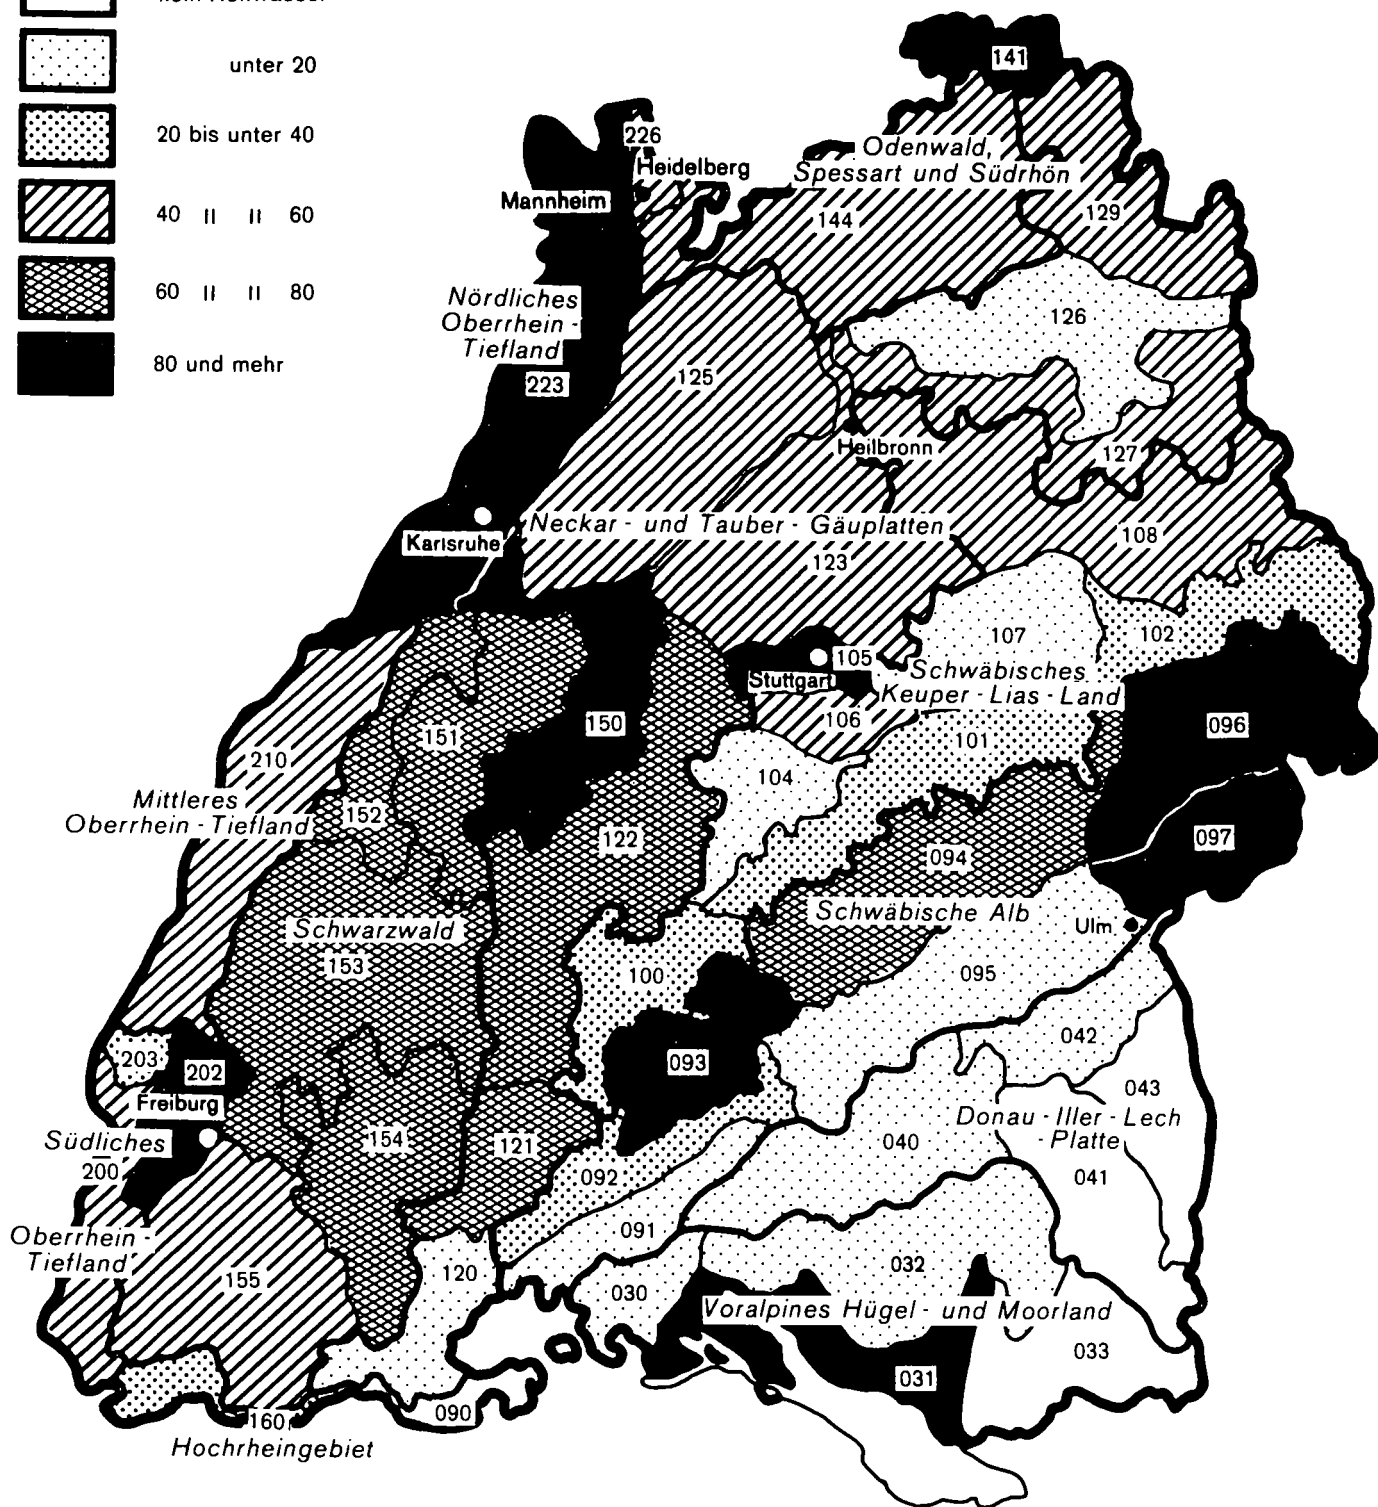 unter 20
20 bis unter 40
40 " " 60
60 " " 80
80 und mehr
141
226
Heidelberg
Mannheim
Odenwald,
Spessart und Südrhön
144
129
Nördliches
Oberrhein-
Tiefland
223
126
125
Heilbronn
127
Karlsruhe
Neckar- und Tauber-Gäuplatten
123
108
107
102
105
Stuttgart
Schwäbisches
Keuper-Lias-Land
106
101
096
150
151
210
104
Mittleres
Oberrhein-Tiefland
152
122
094
097
Schwarzwald
153
Schwäbische Alb
Ulm
100
095
042
203
202
093
043
Freiburg
Donau-Iller-Lech
-Platte
Südliches
200
154
121
040
041
092
091
Oberrhein-
Tiefland
155
120
030
032
Voralpines Hügel- und Moorland
033
031
160
090
Hochrheingebiet